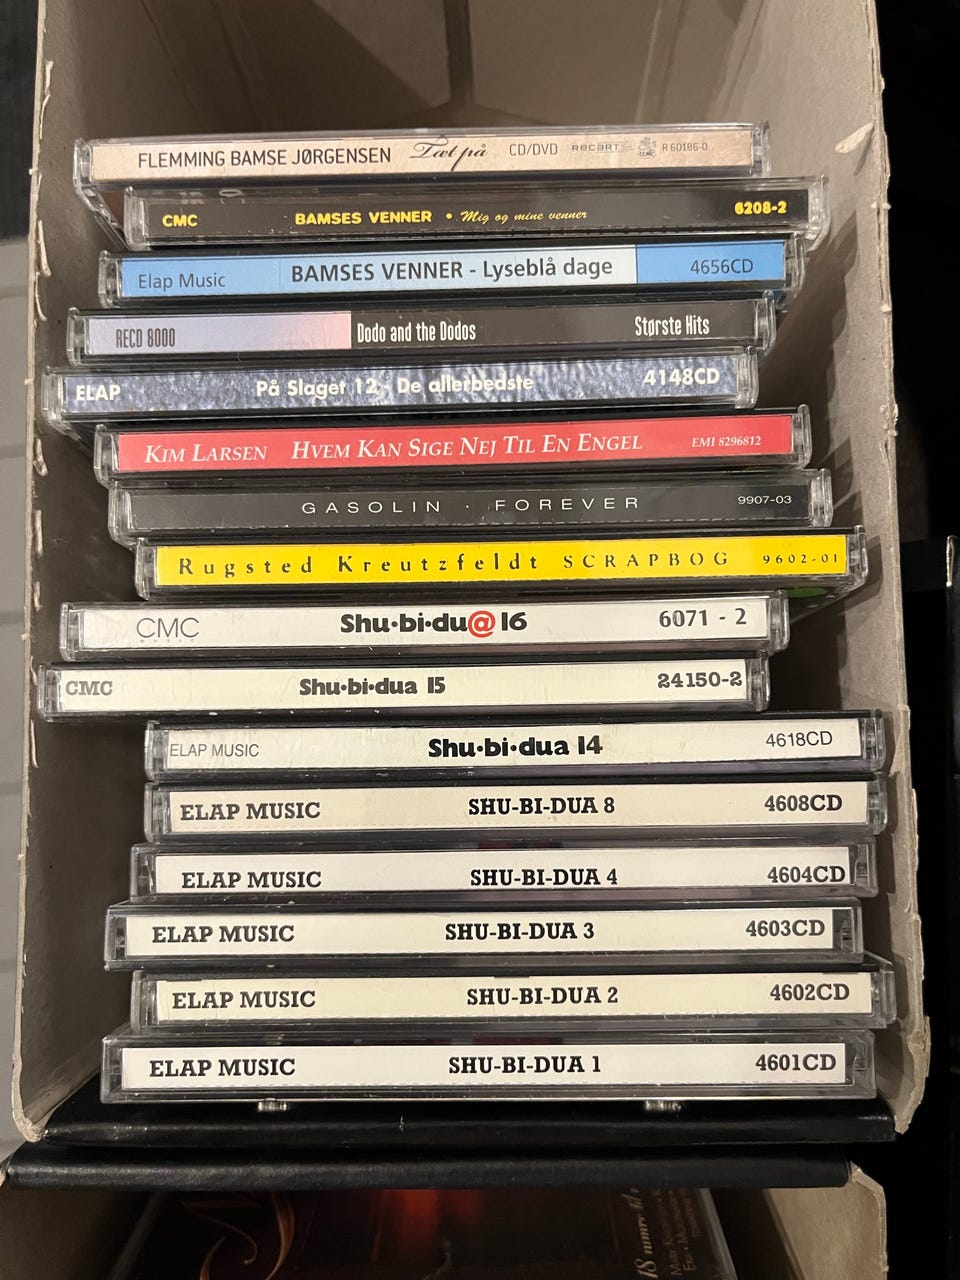 FLEMMING BAMSE JØRGENSEN Tæt på CD/DVD RecArt R 60186-0
CMC BAMSES VENNER • Mig og mine venner 6208-2
Elap Music BAMSES VENNER - Lyseblå dage 4656CD
RECD 8000 Dodo and the Dodos Største Hits
ELAP På Slaget 12 - De allerbedste 4148CD
KIM LARSEN HVEM KAN SIGE NEJ TIL EN ENGEL EMI 8296812
GASOLIN · FOREVER 9907-03
Rugsted Kreutzfeldt SCRAPBOG 9602-01
CMC MUSIC Shu•bi•du@ 16 6071 - 2
CMC Shu•bi•dua 15 24150-2
ELAP MUSIC Shu•bi•dua 14 4618CD
ELAP MUSIC SHU-BI-DUA 8 4608CD
ELAP MUSIC SHU-BI-DUA 4 4604CD
ELAP MUSIC SHU-BI-DUA 3 4603CD
ELAP MUSIC SHU-BI-DUA 2 4602CD
ELAP MUSIC SHU-BI-DUA 1 4601CD
18 numre